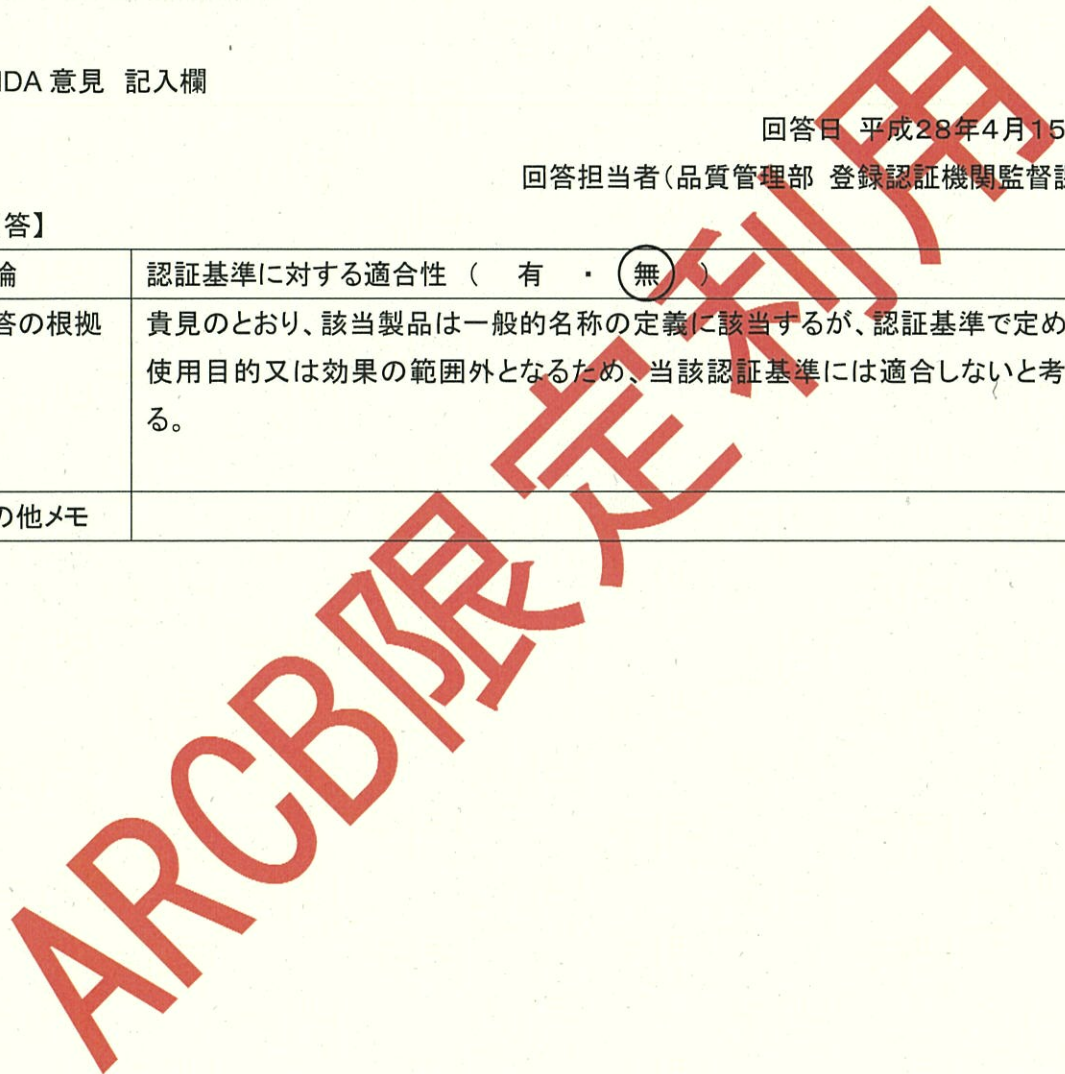 DA 意見 記入欄
回答日 平成28年4月15
回答担当者(品質管理部 登録認証機関監督課
答】
論 認証基準に対する適合性 ( 有 ・ 無 )
答の根拠 貴見のとおり、該当製品は一般的名称の定義に該当するが、認証基準で定め
使用目的又は効果の範囲外となるため、当該認証基準には適合しないと考
る。
の他メモ
ARCB限定利用